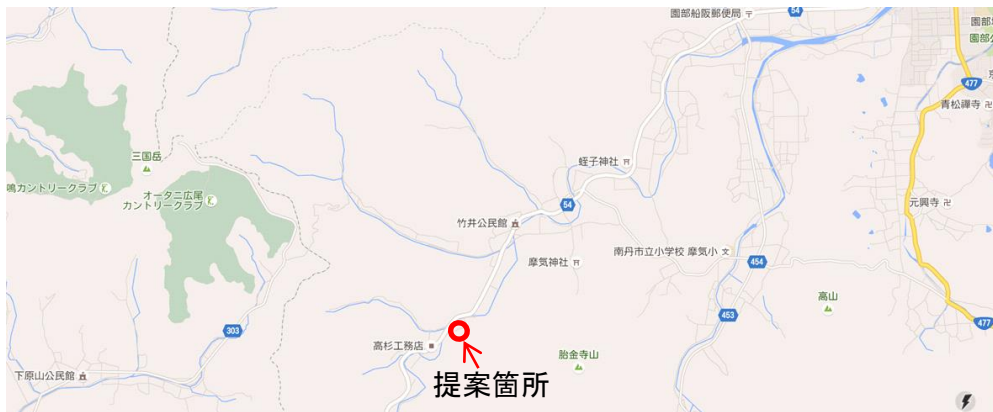 園部船阪郵便局
54
園部
園部
477
青松禅寺
三国岳
鳴カントリークラブ
オータニ広尾
カントリークラブ
蛭子神社
54
竹井公民館
元興寺
摩気神社
南丹市立小学校 摩気小
454
高山
453
477
303
高杉工務店
胎金寺山
下原山公民館
提案箇所